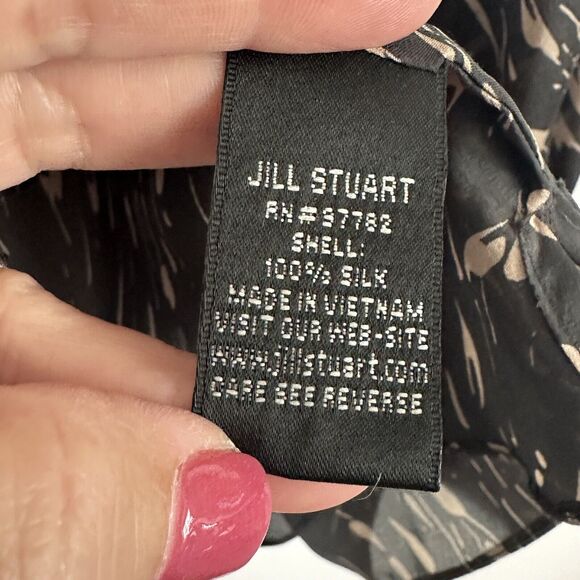 JILL STUART
RN#97782
SHELL:
100% SILK
MADE IN VIETNAM
VISIT OUR WEB-SITE
www.jillstuart.com
CARE SEE REVERSE